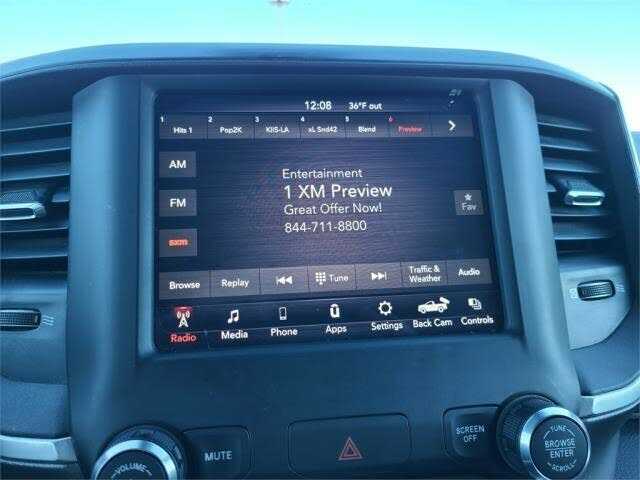 12:08 36°F out
1 2 3 4 5 6
Hits 1 Pop2K KIIS-LA xL Snd42 Blend Preview
AM
Entertainment
1 XM Preview
FM
Great Offer Now!
Fav
844-711-8800
sxm
Browse Replay Tune Traffic & Weather Audio
Radio Media Phone Apps Settings Back Cam Controls
VOLUME
MUTE
SCREEN OFF
TUNE
BROWSE
ENTER
SCROLL